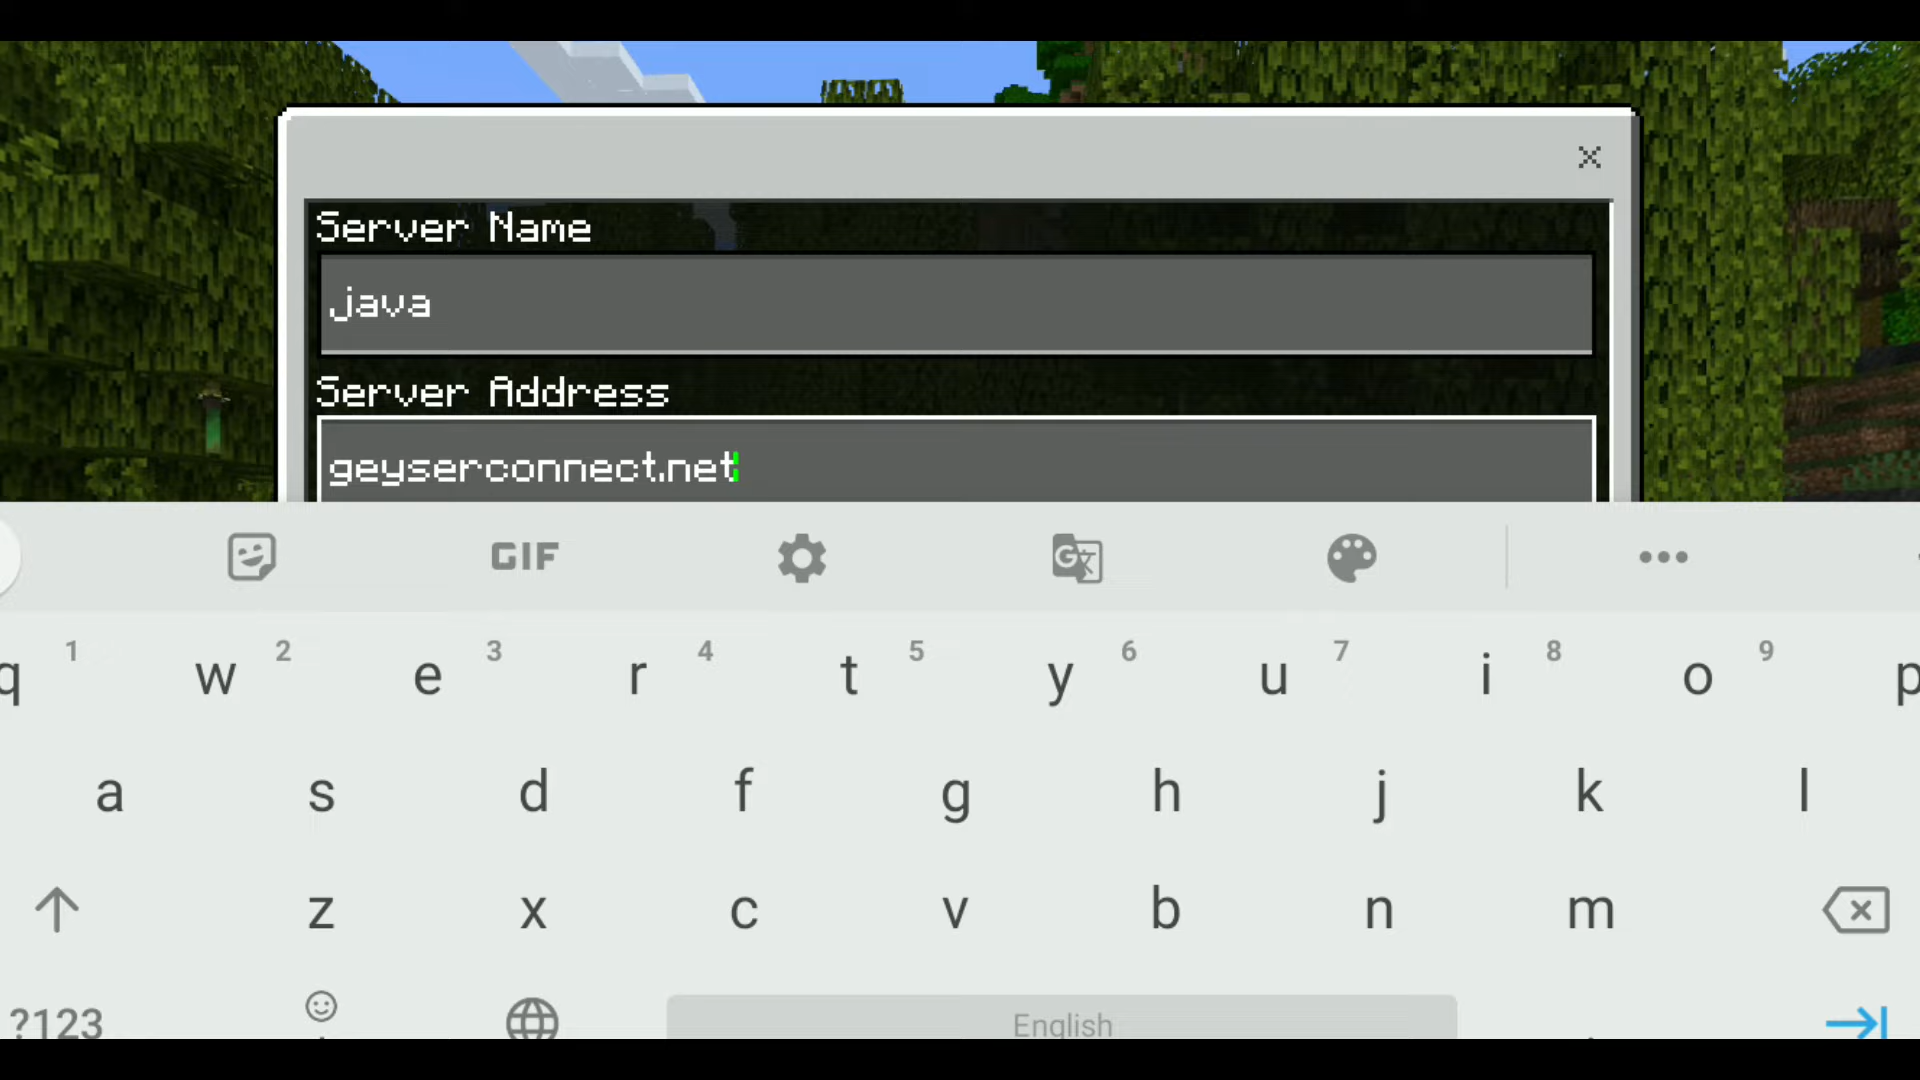 Server Name
java
Server Address
geyserconnect.net
GIF
G
1 2 3 4 5 6 7 8 9
q w e r t y u i o p
a s d f g h j k l
z x c v b n m
?123 English